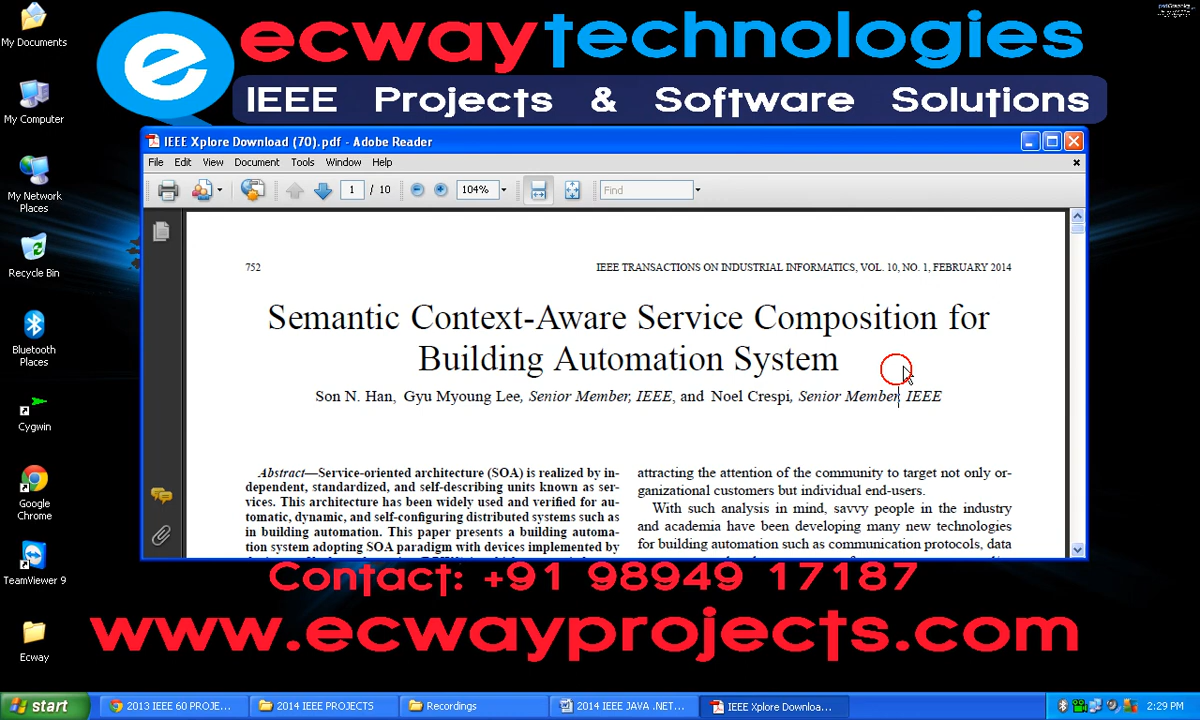 My Documents
My Computer
My Network
Places
Recycle Bin
Bluetooth
Places
Cygwin
Google
Chrome
TeamViewer 9
Ecway
e ecwaytechnologies
IEEE Projects & Software Solutions
IEEE Xplore Download (70).pdf - Adobe Reader
File Edit View Document Tools Window Help
1 / 10 104% Find
752 IEEE TRANSACTIONS ON INDUSTRIAL INFORMATICS, VOL. 10, NO. 1, FEBRUARY 2014
Semantic Context-Aware Service Composition for
Building Automation System
Son N. Han, Gyu Myoung Lee, Senior Member, IEEE, and Noel Crespi, Senior Member, IEEE
Abstract—Service-oriented architecture (SOA) is realized by in-
dependent, standardized, and self-describing units known as ser-
vices. This architecture has been widely used and verified for au-
tomatic, dynamic, and self-configuring distributed systems such as
in building automation. This paper presents a building automa-
tion system adopting SOA paradigm with devices implemented by
attracting the attention of the community to target not only or-
ganizational customers but individual end-users.
With such analysis in mind, savvy people in the industry
and academia have been developing many new technologies
for building automation such as communication protocols, data
Contact: +91 98949 17187
www.ecwayprojects.com
start 2013 IEEE 60 PROJE... 2014 IEEE PROJECTS Recordings 2014 IEEE JAVA .NET... IEEE Xplore Downloa... 2:29 PM